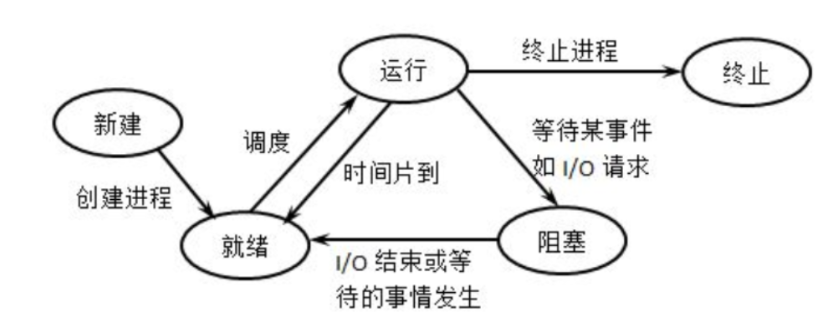 运行
终止进程
终止
新建
调度
时间片到
等待某事件
如 I/O 请求
创建进程
就绪
阻塞
I/O 结束或等
待的事情发生